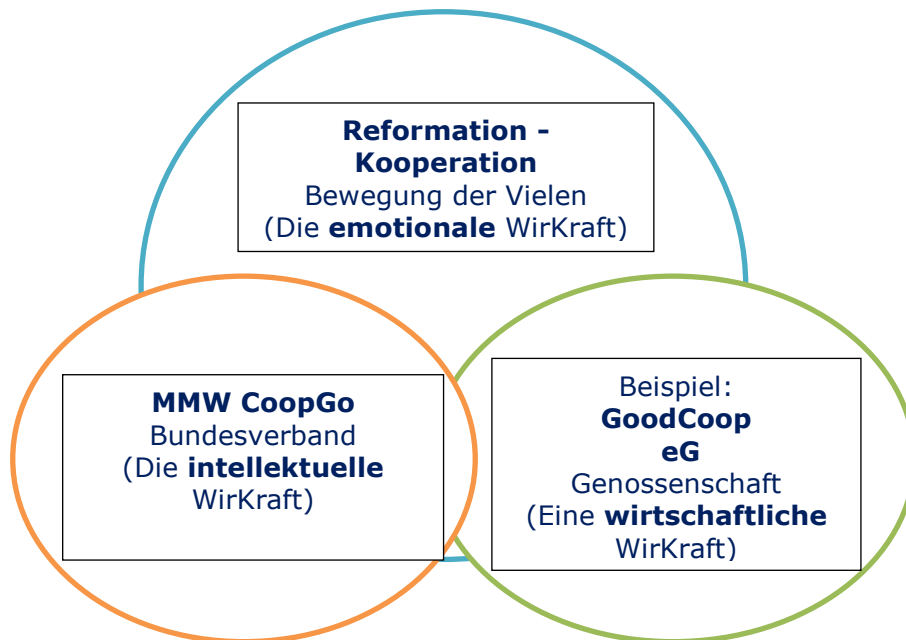 Reformation -
Kooperation
Bewegung der Vielen
(Die emotionale WirKraft)
MMW CoopGo
Bundesverband
(Die intellektuelle
WirKraft)
Beispiel:
GoodCoop
eG
Genossenschaft
(Eine wirtschaftliche
WirKraft)